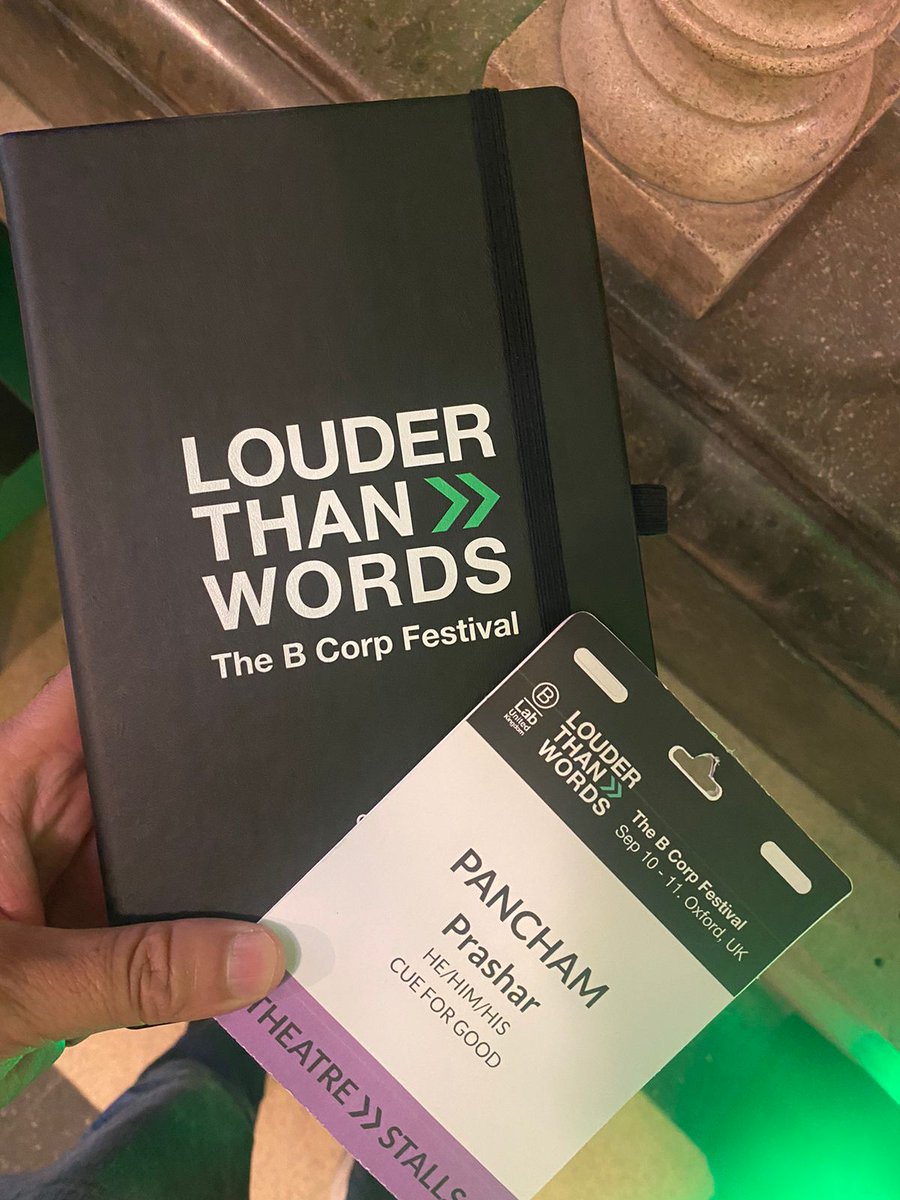 LOUDER
THAN
WORDS
The B Corp Festival
B
Lab
United
Kingdom
LOUDER
THAN
WORDS
The B Corp Festival
Sep 10 - 11. Oxford, UK
PANCHAM
Prashar
HE/HIM/HIS
CUE FOR GOOD
THEATRE >> STALLS